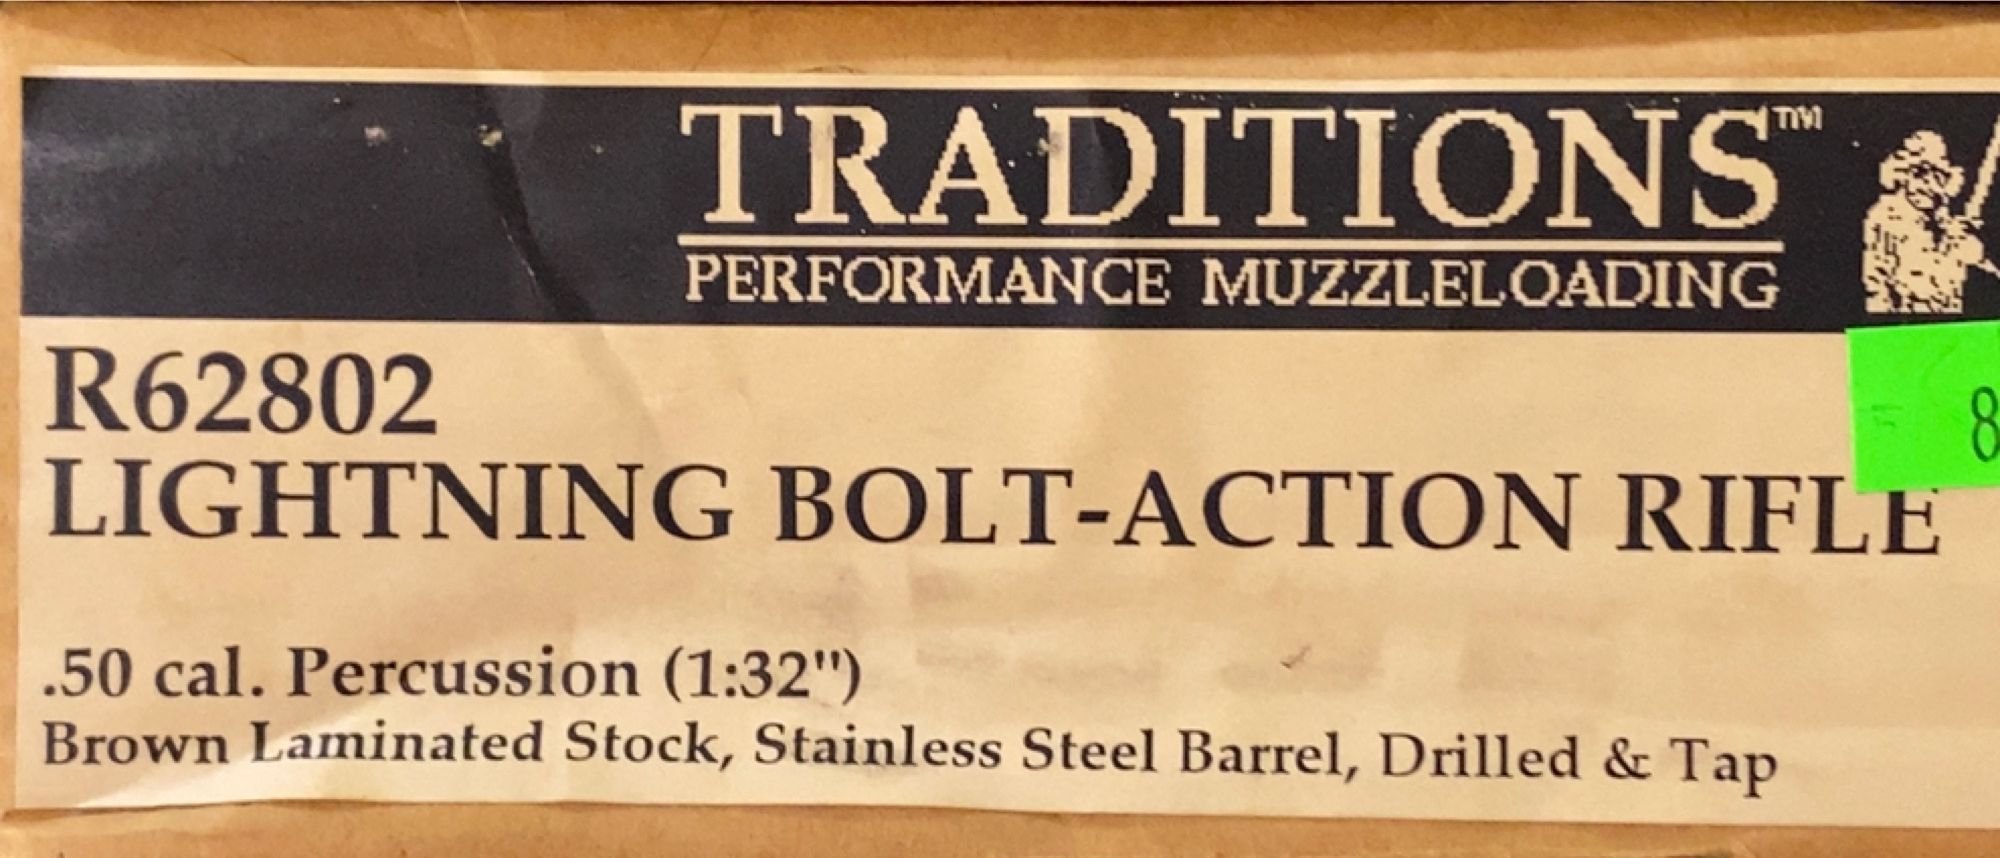 TRADITIONS™
PERFORMANCE MUZZLELOADING
R62802
8
LIGHTNING BOLT-ACTION RIFLE
.50 cal. Percussion (1:32")
Brown Laminated Stock, Stainless Steel Barrel, Drilled & Tap